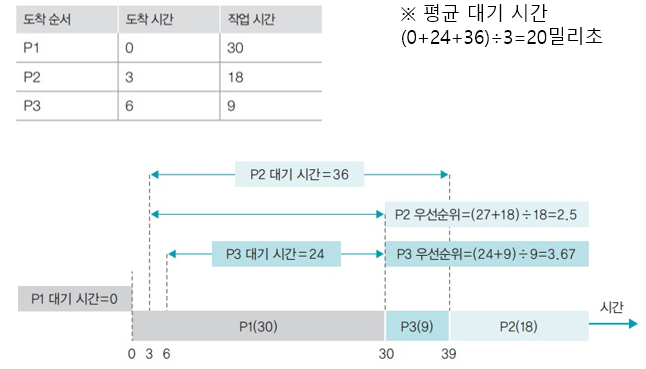 도착 순서 도착 시간 작업 시간
P1 0 30
P2 3 18
P3 6 9
※ 평균 대기 시간
(0+24+36)÷3=20밀리초
P2 대기 시간=36
P2 우선순위=(27+18)÷18=2.5
P3 대기 시간=24
P3 우선순위=(24+9)÷9=3.67
P1 대기 시간=0
시간
P1(30) P3(9) P2(18)
0 3 6 30 39